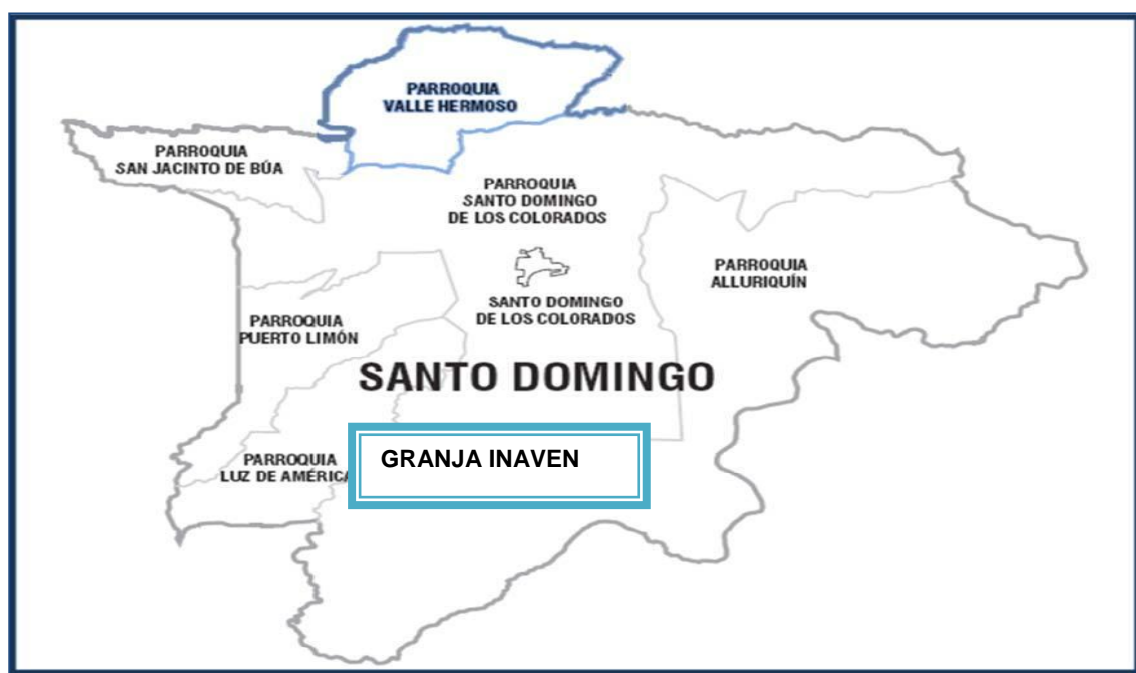 PARROQUIA
VALLE HERMOSO
PARROQUIA
SAN JACINTO DE BÚA
PARROQUIA
SANTO DOMINGO
DE LOS COLORADOS
PARROQUIA
ALLURIQUÍN
SANTO DOMINGO
DE LOS COLORADOS
PARROQUIA
PUERTO LIMÓN
SANTO DOMINGO
GRANJA INAVEN
PARROQUIA
LUZ DE AMÉRICA